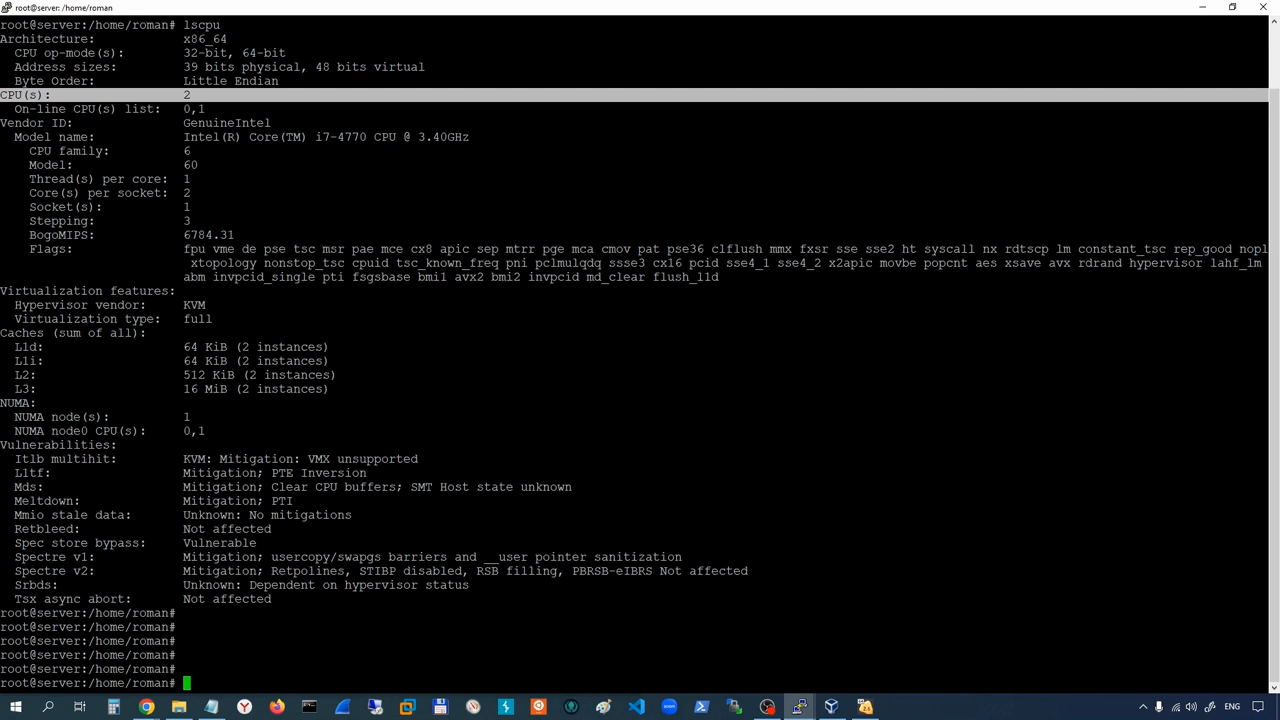 root@server: /home/roman
root@server:/home/roman# lscpu
Architecture: x86_64
CPU op-mode(s): 32-bit, 64-bit
Address sizes: 39 bits physical, 48 bits virtual
Byte Order: Little Endian
CPU(s): 2
On-line CPU(s) list: 0,1
Vendor ID: GenuineIntel
Model name: Intel(R) Core(TM) i7-4770 CPU @ 3.40GHz
CPU family: 6
Model: 60
Thread(s) per core: 1
Core(s) per socket: 2
Socket(s): 1
Stepping: 3
BogoMIPS: 6784.31
Flags: fpu vme de pse tsc msr pae mce cx8 apic sep mtrr pge mca cmov pat pse36 clflush mmx fxsr sse sse2 ht syscall nx rdtscp lm constant_tsc rep_good nopl
xtopology nonstop_tsc cpuid tsc_known_freq pni pclmulqdq ssse3 cx16 pcid sse4_1 sse4_2 x2apic movbe popcnt aes xsave avx rdrand hypervisor lahf_lm
abm invpcid_single pti fsgsbase bmi1 avx2 bmi2 invpcid md_clear flush_l1d
Virtualization features:
Hypervisor vendor: KVM
Virtualization type: full
Caches (sum of all):
L1d: 64 KiB (2 instances)
L1i: 64 KiB (2 instances)
L2: 512 KiB (2 instances)
L3: 16 MiB (2 instances)
NUMA:
NUMA node(s): 1
NUMA node0 CPU(s): 0,1
Vulnerabilities:
Itlb multihit: KVM: Mitigation: VMX unsupported
L1tf: Mitigation; PTE Inversion
Mds: Mitigation; Clear CPU buffers; SMT Host state unknown
Meltdown: Mitigation; PTI
Mmio stale data: Unknown: No mitigations
Retbleed: Not affected
Spec store bypass: Vulnerable
Spectre v1: Mitigation; usercopy/swapgs barriers and __user pointer sanitization
Spectre v2: Mitigation; Retpolines, STIBP disabled, RSB filling, PBRSB-eIBRS Not affected
Srbds: Unknown: Dependent on hypervisor status
Tsx async abort: Not affected
root@server:/home/roman#
root@server:/home/roman#
root@server:/home/roman#
root@server:/home/roman#
root@server:/home/roman#
root@server:/home/roman#
ENG